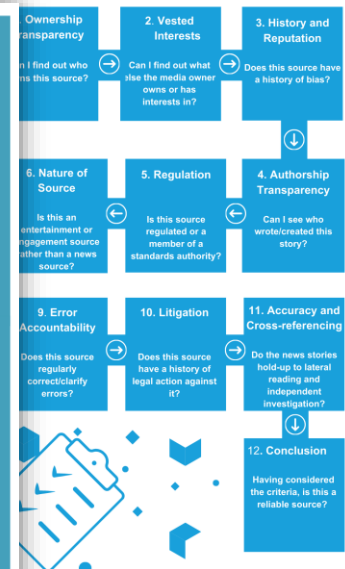 . Ownership
ransparency
n I find out who
ns this source?
2. Vested
Interests
Can I find out what
else the media owner
owns or has
interests in?
3. History and
Reputation
Does this source have
a history of bias?
4. Authorship
Transparency
Can I see who
wrote/created this
story?
5. Regulation
Is this source
regulated or a
member of a
standards authority?
6. Nature of
Source
Is this an
entertainment or
ngagement source
ather than a news
source?
9. Error
Accountability
Does this source
regularly
correct/clarify
errors?
10. Litigation
Does this source
have a history of
legal action against
it?
11. Accuracy and
Cross-referencing
Do the news stories
hold-up to lateral
reading and
independent
investigation?
12. Conclusion
Having considered
the criteria, is this a
reliable source?